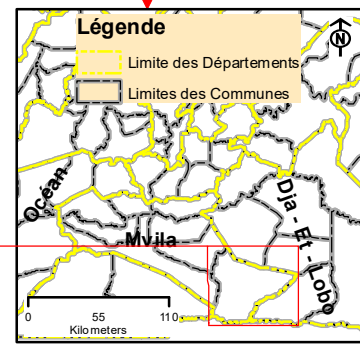 Légende
N
Limite des Départements
Limites des Communes
Océan
Dja - Et - Lobo
Mvila
0 55 110
Kilometers